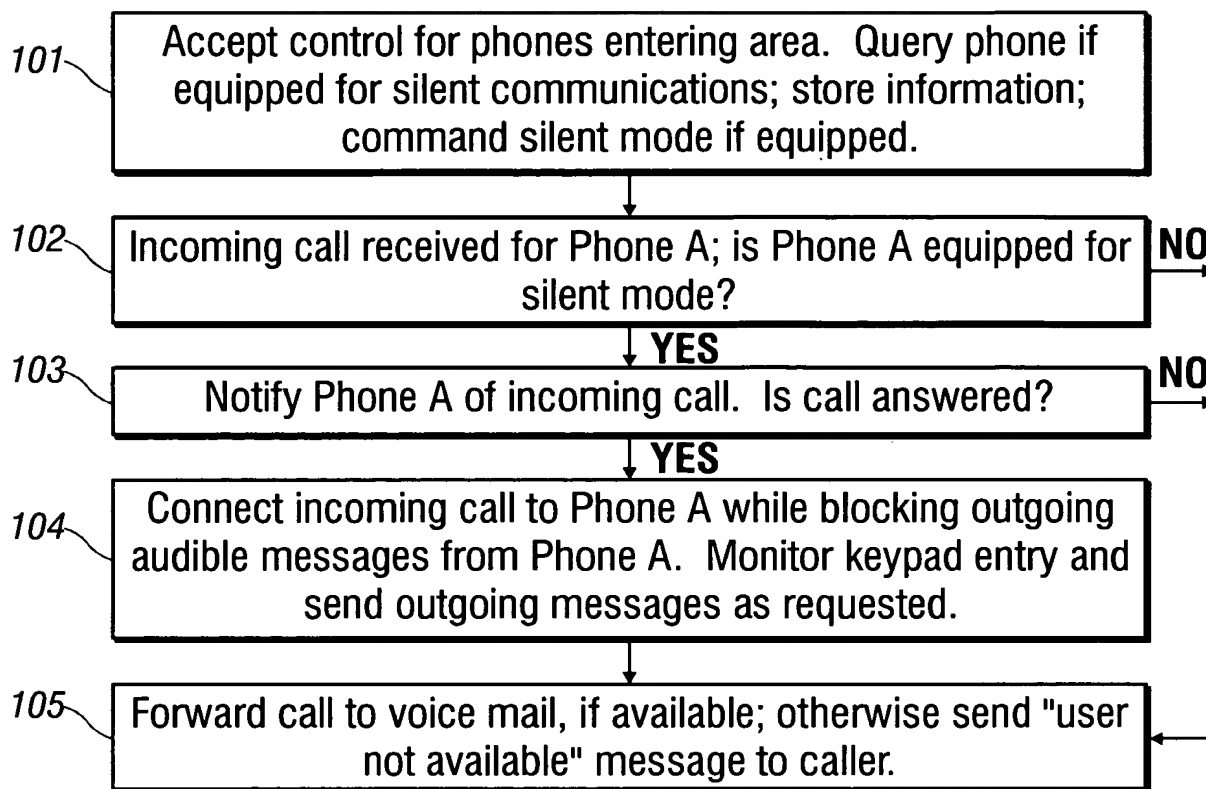 101
Accept control for phones entering area. Query phone if
equipped for silent communications; store information;
command silent mode if equipped.
102
Incoming call received for Phone A; is Phone A equipped for
silent mode?
NO
YES
103
Notify Phone A of incoming call. Is call answered?
NO
YES
104
Connect incoming call to Phone A while blocking outgoing
audible messages from Phone A. Monitor keypad entry and
send outgoing messages as requested.
105
Forward call to voice mail, if available; otherwise send "user
not available" message to caller.